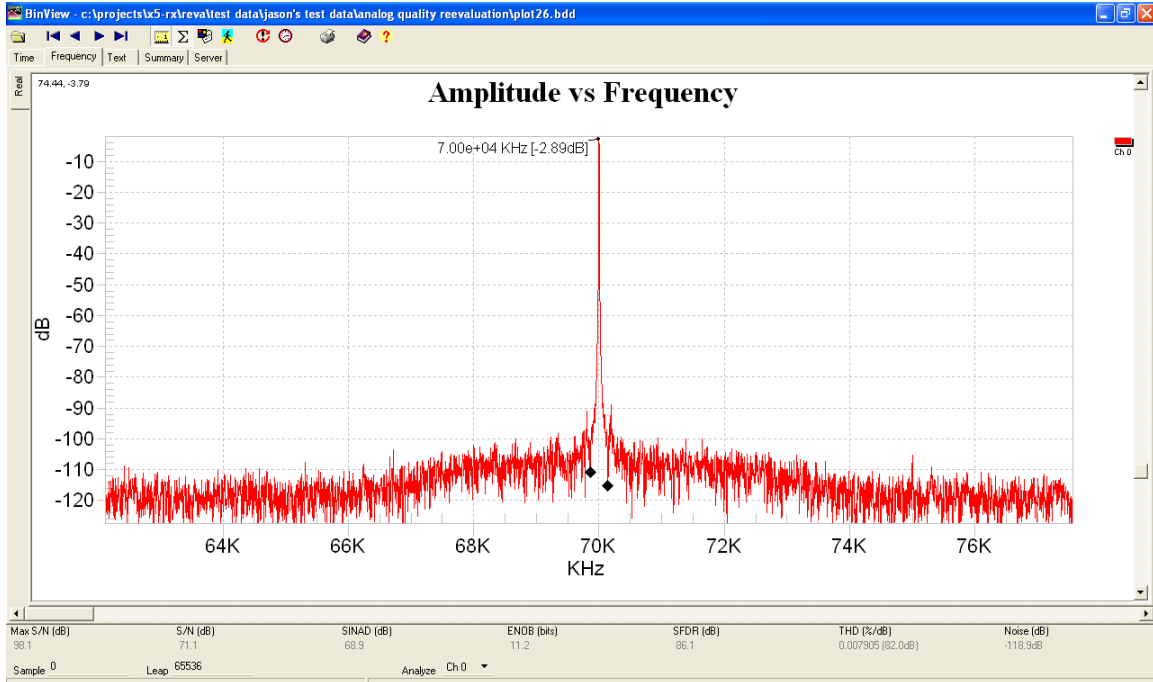 BinView - c:\projects\x5-rx\reva\test data\jason's test data\analog quality reevaluation\plot26.bdd
Time Frequency Text Summary Server
Real
74.44, -3.79
Amplitude vs Frequency
7.00e+04 KHz [-2.89dB]
Ch 0
-10
-20
-30
-40
-50
-60
-70
-80
-90
-100
-110
-120
dB
64K 66K 68K 70K 72K 74K 76K
KHz
Max S/N (dB) S/N (dB) SINAD (dB) ENOB (bits) SFDR (dB) THD (%/dB) Noise (dB)
98.1 71.1 68.9 11.2 86.1 0.007905 (82.0dB) -118.9dB
Sample 0 Leap 65536 Analyze Ch 0